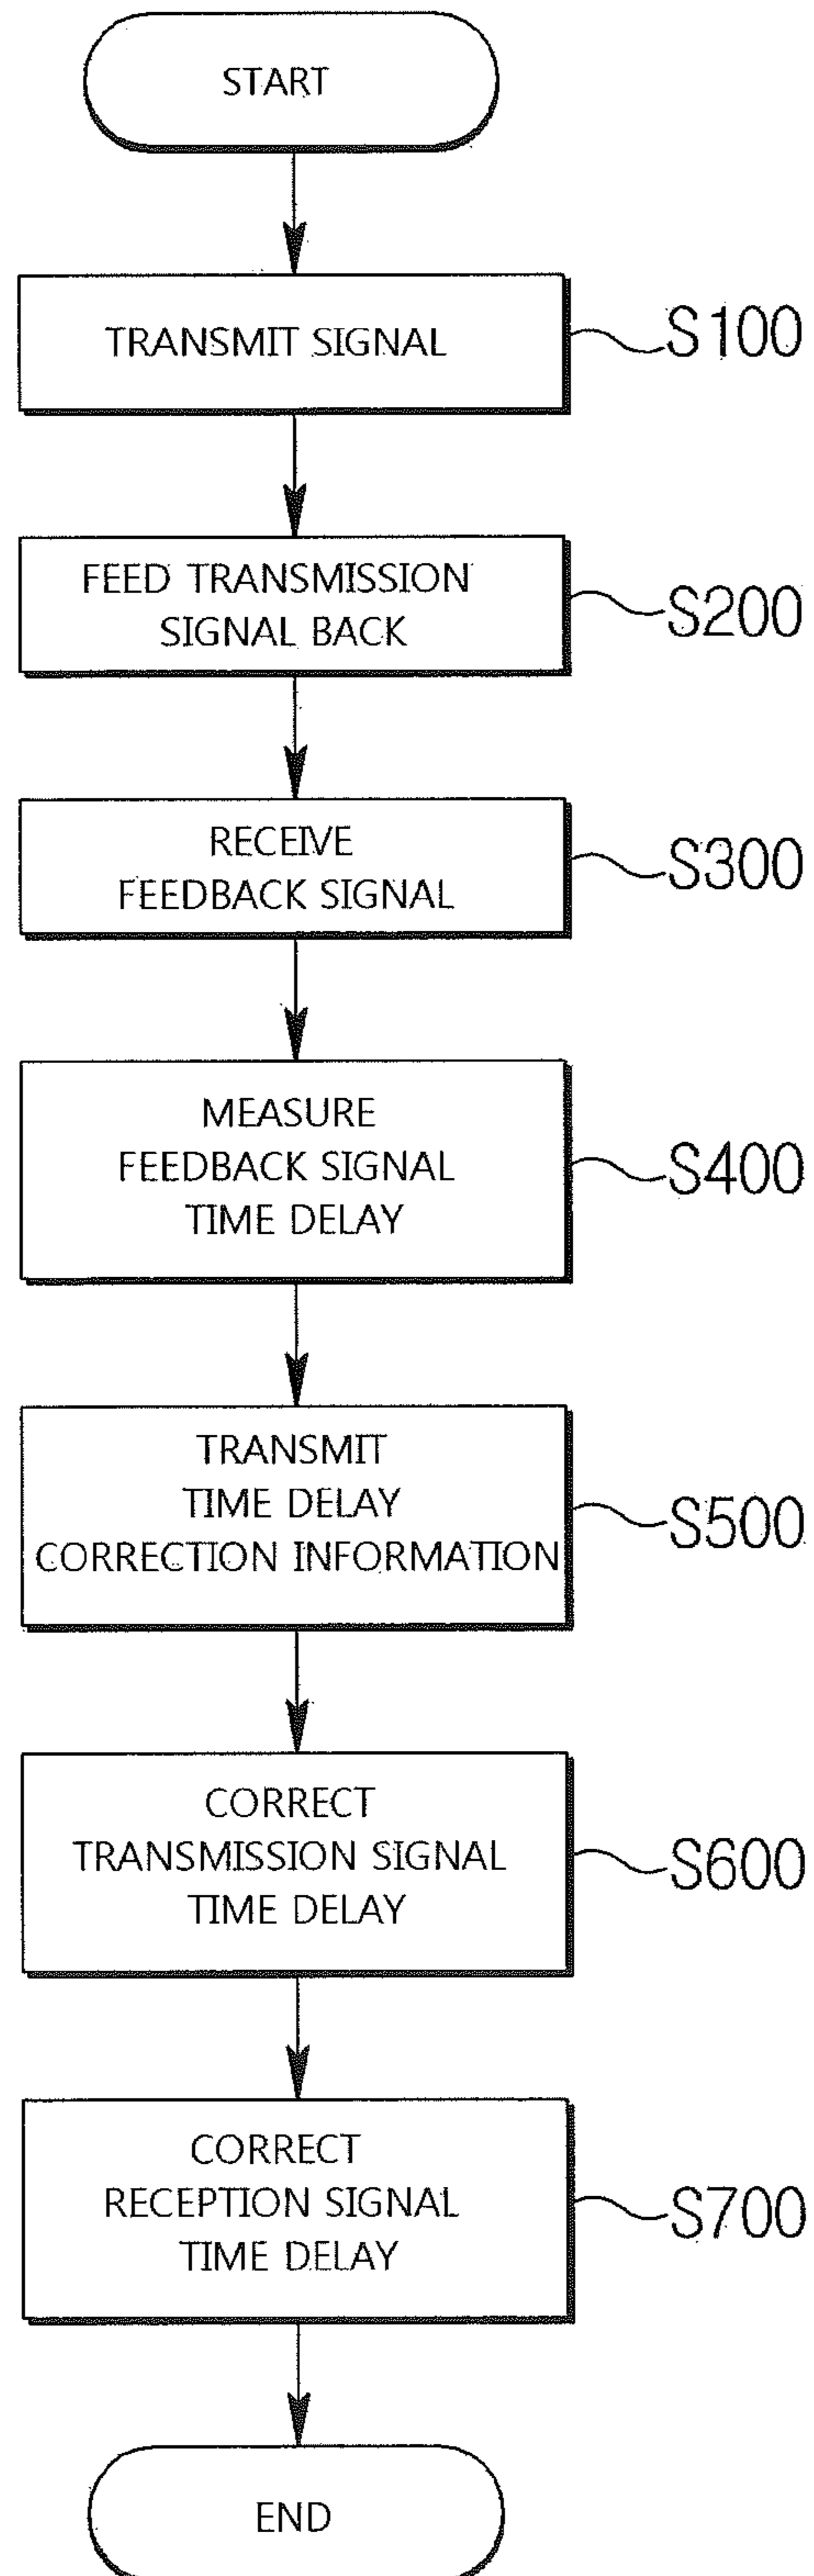 START
TRANSMIT SIGNAL
S100
FEED TRANSMISSION
SIGNAL BACK
S200
RECEIVE
FEEDBACK SIGNAL
S300
MEASURE
FEEDBACK SIGNAL
TIME DELAY
S400
TRANSMIT
TIME DELAY
CORRECTION INFORMATION
S500
CORRECT
TRANSMISSION SIGNAL
TIME DELAY
S600
CORRECT
RECEPTION SIGNAL
TIME DELAY
S700
END